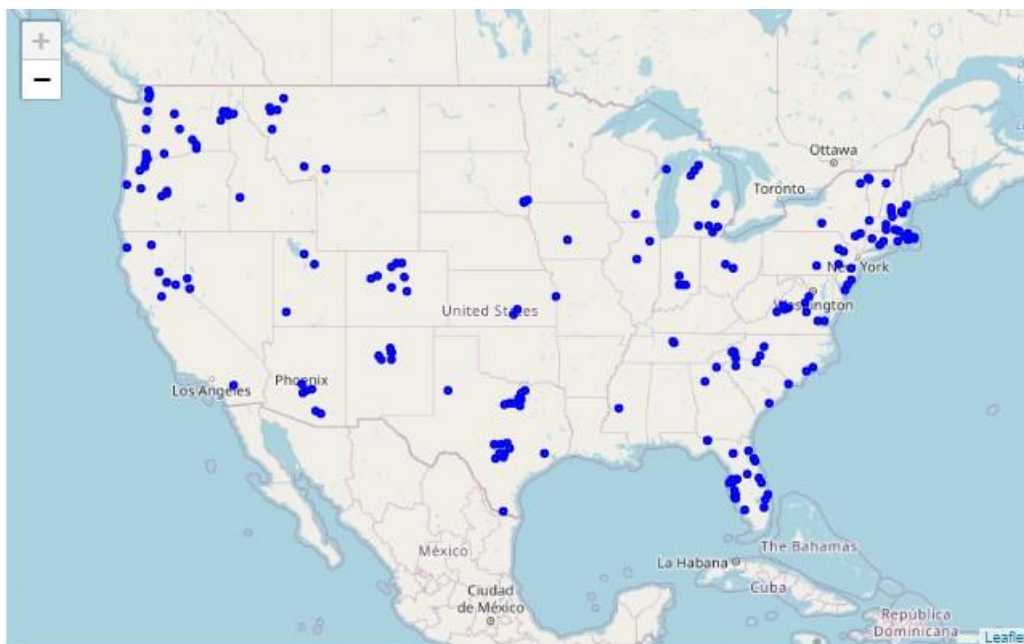 +
−
Ottawa
Toronto
New York
Washington
United States
Los Angeles
Phoenix
México
Ciudad
de México
La Habana
The Bahamas
Cuba
República
Dominicana
Leafle